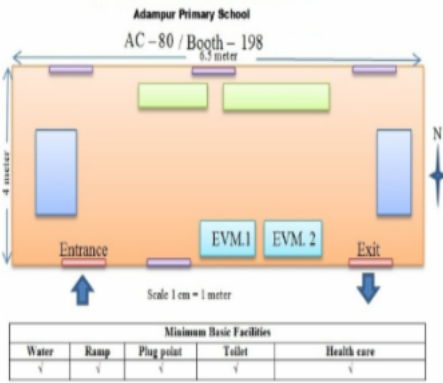 Adampur Primary School
AC -80 / Booth – 198
6.5 meter
4 meter
N
EVM.1 EVM. 2
Entrance Exit
Scale 1 cm = 1 meter
Minimum Basic Facilities
Water Ramp Plug point Toilet Health care
√ √ √ √ √